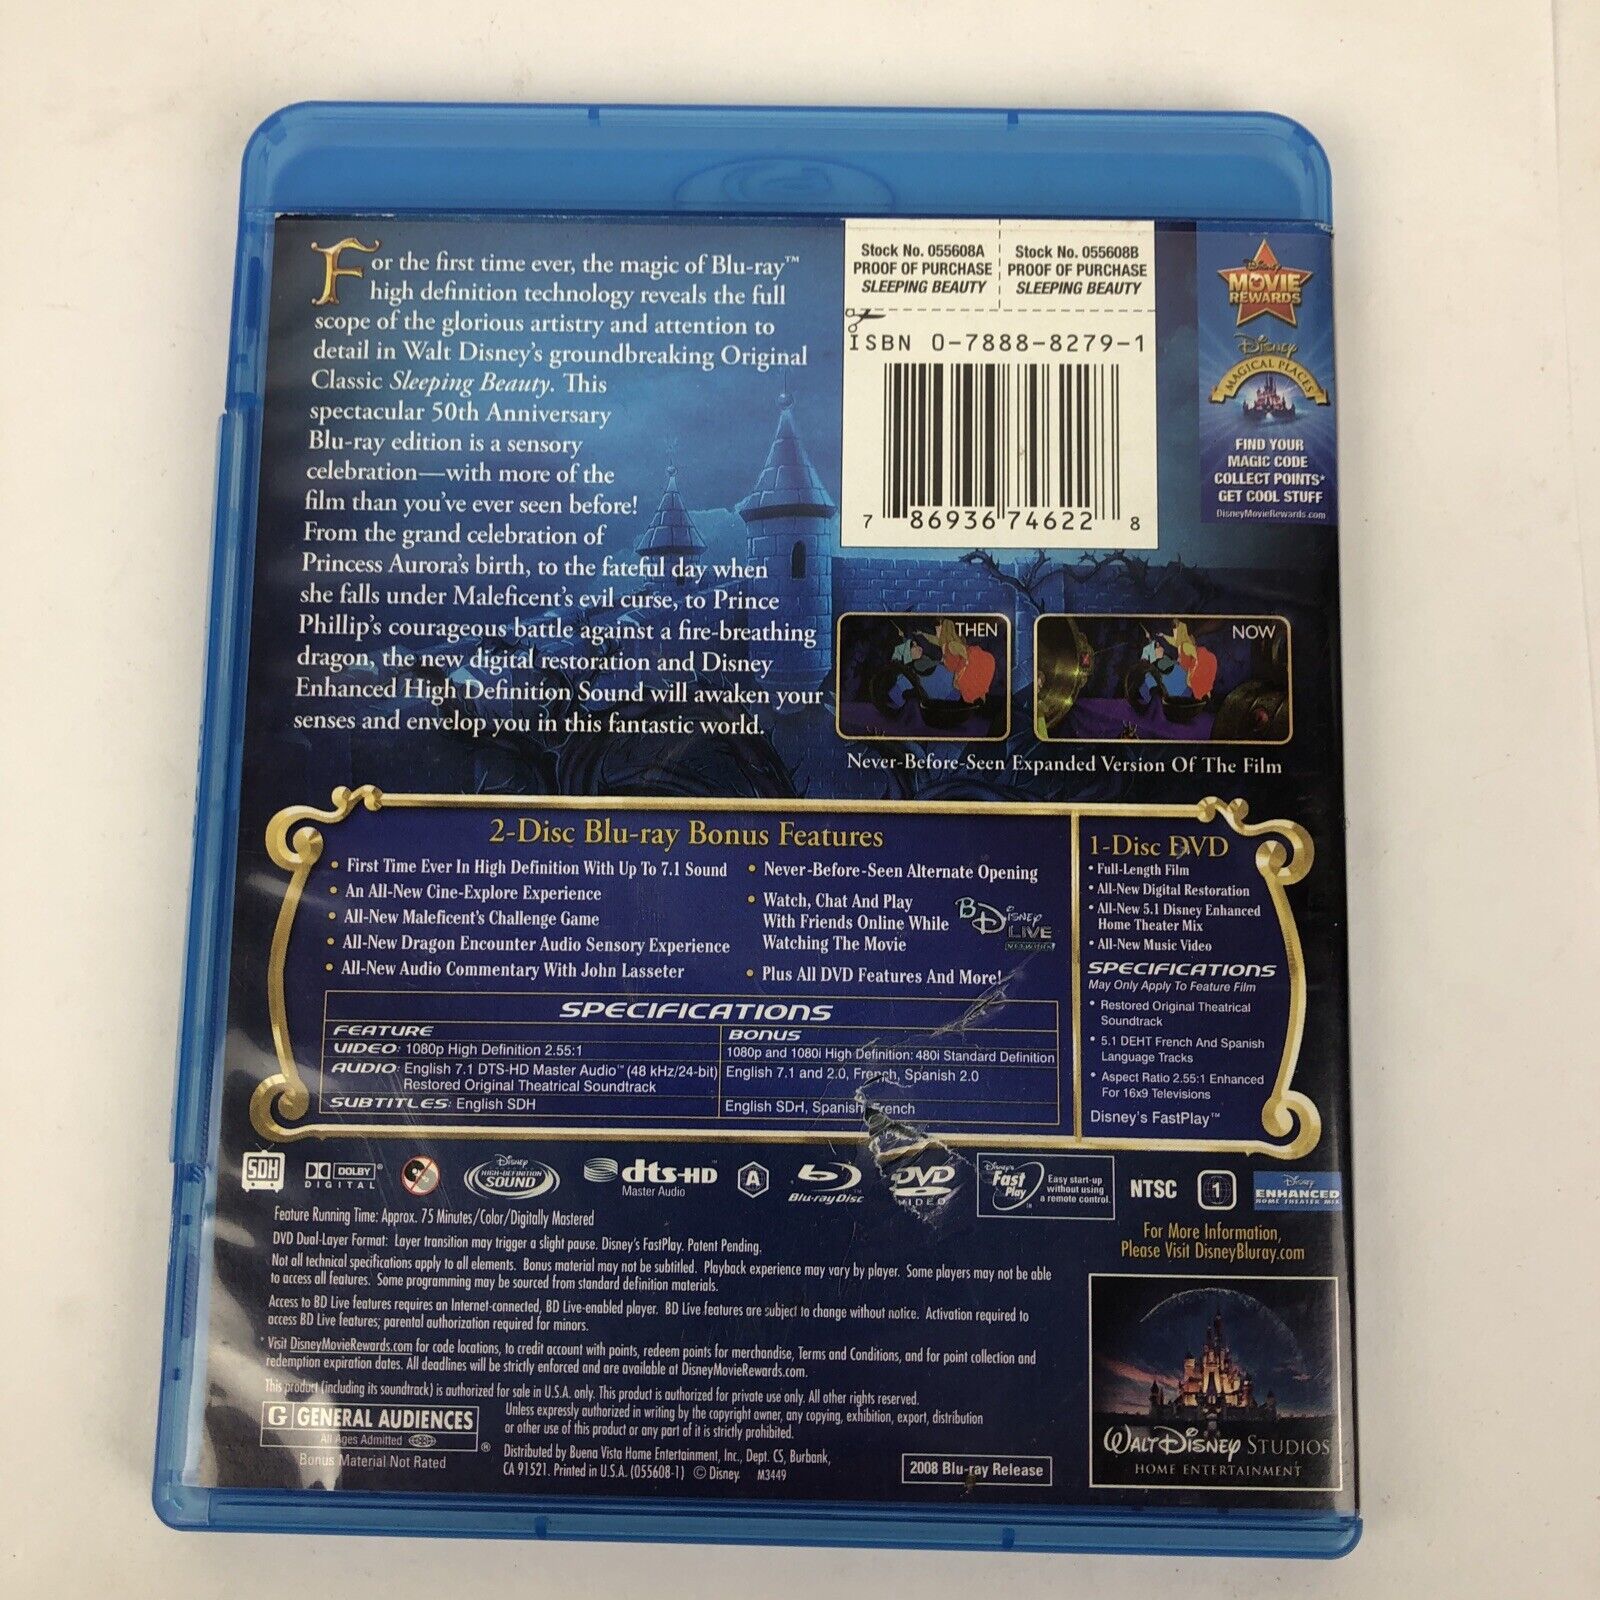 For the first time ever, the magic of Blu-ray™
high definition technology reveals the full
scope of the glorious artistry and attention to
detail in Walt Disney's groundbreaking Original
Classic Sleeping Beauty. This
spectacular 50th Anniversary
Blu-ray edition is a sensory
celebration—with more of the
film than you've ever seen before!
From the grand celebration of
Princess Aurora's birth, to the fateful day when
she falls under Maleficent's evil curse, to Prince
Phillip's courageous battle against a fire-breathing
dragon, the new digital restoration and Disney
Enhanced High Definition Sound will awaken your
senses and envelop you in this fantastic world.
Stock No. 055608A
PROOF OF PURCHASE
SLEEPING BEAUTY
Stock No. 055608B
PROOF OF PURCHASE
SLEEPING BEAUTY
ISBN 0-7888-8279-1
7 86936 74622 8
Disney
MOVIE
REWARDS
Disney
MAGICAL PLACES
FIND YOUR
MAGIC CODE
COLLECT POINTS*
GET COOL STUFF
DisneyMovieRewards.com
THEN
NOW
Never-Before-Seen Expanded Version Of The Film
2-Disc Blu-ray Bonus Features
• First Time Ever In High Definition With Up To 7.1 Sound
• An All-New Cine-Explore Experience
• All-New Maleficent's Challenge Game
• All-New Dragon Encounter Audio Sensory Experience
• All-New Audio Commentary With John Lasseter
• Never-Before-Seen Alternate Opening
• Watch, Chat And Play
With Friends Online While
Watching The Movie
BDisney
LIVE
NETWORK
• Plus All DVD Features And More!
SPECIFICATIONS
FEATURE
BONUS
VIDEO: 1080p High Definition 2.55:1
1080p and 1080i High Definition: 480i Standard Definition
AUDIO: English 7.1 DTS-HD Master Audio™ (48 kHz/24-bit)
Restored Original Theatrical Soundtrack
English 7.1 and 2.0, French, Spanish 2.0
SUBTITLES: English SDH
English SDH, Spanish, French
1-Disc DVD
• Full-Length Film
• All-New Digital Restoration
• All-New 5.1 Disney Enhanced
Home Theater Mix
• All-New Music Video
SPECIFICATIONS
May Only Apply To Feature Film
• Restored Original Theatrical
Soundtrack
• 5.1 DEHT French And Spanish
Language Tracks
• Aspect Ratio 2.55:1 Enhanced
For 16x9 Televisions
Disney's FastPlay™
SDH
DOLBY
DIGITAL
Disney
HIGH-DEFINITION
SOUND
dts-HD
Master Audio
A
Blu-ray Disc
DVD
VIDEO
Disney's
Fast
Play
Easy start-up
without using
a remote control.
NTSC
1
Disney
ENHANCED
HOME THEATER MIX
Feature Running Time: Approx. 75 Minutes/Color/Digitally Mastered
DVD Dual-Layer Format: Layer transition may trigger a slight pause. Disney's FastPlay. Patent Pending.
Not all technical specifications apply to all elements. Bonus material may not be subtitled. Playback experience may vary by player. Some players may not be able
to access all features. Some programming may be sourced from standard definition materials.
Access to BD Live features requires an Internet-connected, BD Live-enabled player. BD Live features are subject to change without notice. Activation required to
access BD Live features; parental authorization required for minors.
* Visit DisneyMovieRewards.com for code locations, to credit account with points, redeem points for merchandise, Terms and Conditions, and for point collection and
redemption expiration dates. All deadlines will be strictly enforced and are available at DisneyMovieRewards.com.
This product (including its soundtrack) is authorized for sale in U.S.A. only. This product is authorized for private use only. All other rights reserved.
Unless expressly authorized in writing by the copyright owner, any copying, exhibition, export, distribution
or other use of this product or any part of it is strictly prohibited.
Distributed by Buena Vista Home Entertainment, Inc., Dept. CS, Burbank,
CA 91521. Printed in U.S.A. (055608-1) © Disney. M3449
G GENERAL AUDIENCES
All Ages Admitted
®
Bonus Material Not Rated
2008 Blu-ray Release
For More Information,
Please Visit DisneyBluray.com
WALT DISNEY STUDIOS
HOME ENTERTAINMENT